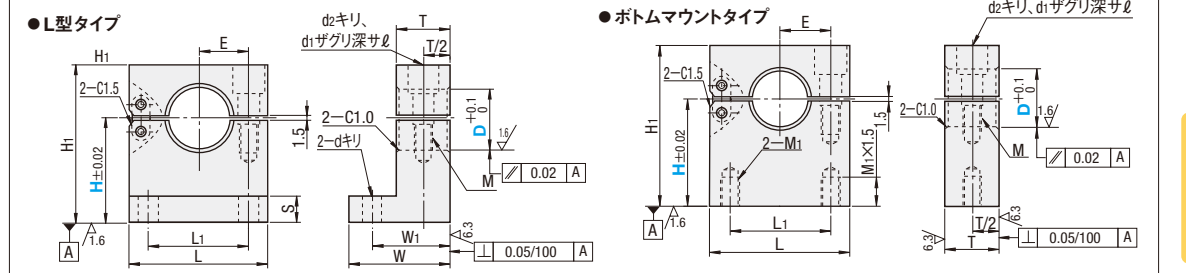 ●L型タイプ
d2キリ、
d1ザグリ深サℓ
T
T/2
E
H1
2-C1.5
H1
H±0.02
1.5
2-C1.0
2-dキリ
D +0.1 0
1.6
// 0.02 A
M
S
A
1.6
L1
L
W1
W
6.3
⊥ 0.05/100 A
●ボトムマウントタイプ
d2キリ、d1ザグリ深サℓ
E
2-C1.5
H1
H±0.02
1.5
2-M1
M1×1.5
A
1.6
L1
L
2-C1.0
D +0.1 0
1.6
M
// 0.02 A
T/2
T
6.3
6.3
⊥ 0.05/100 A